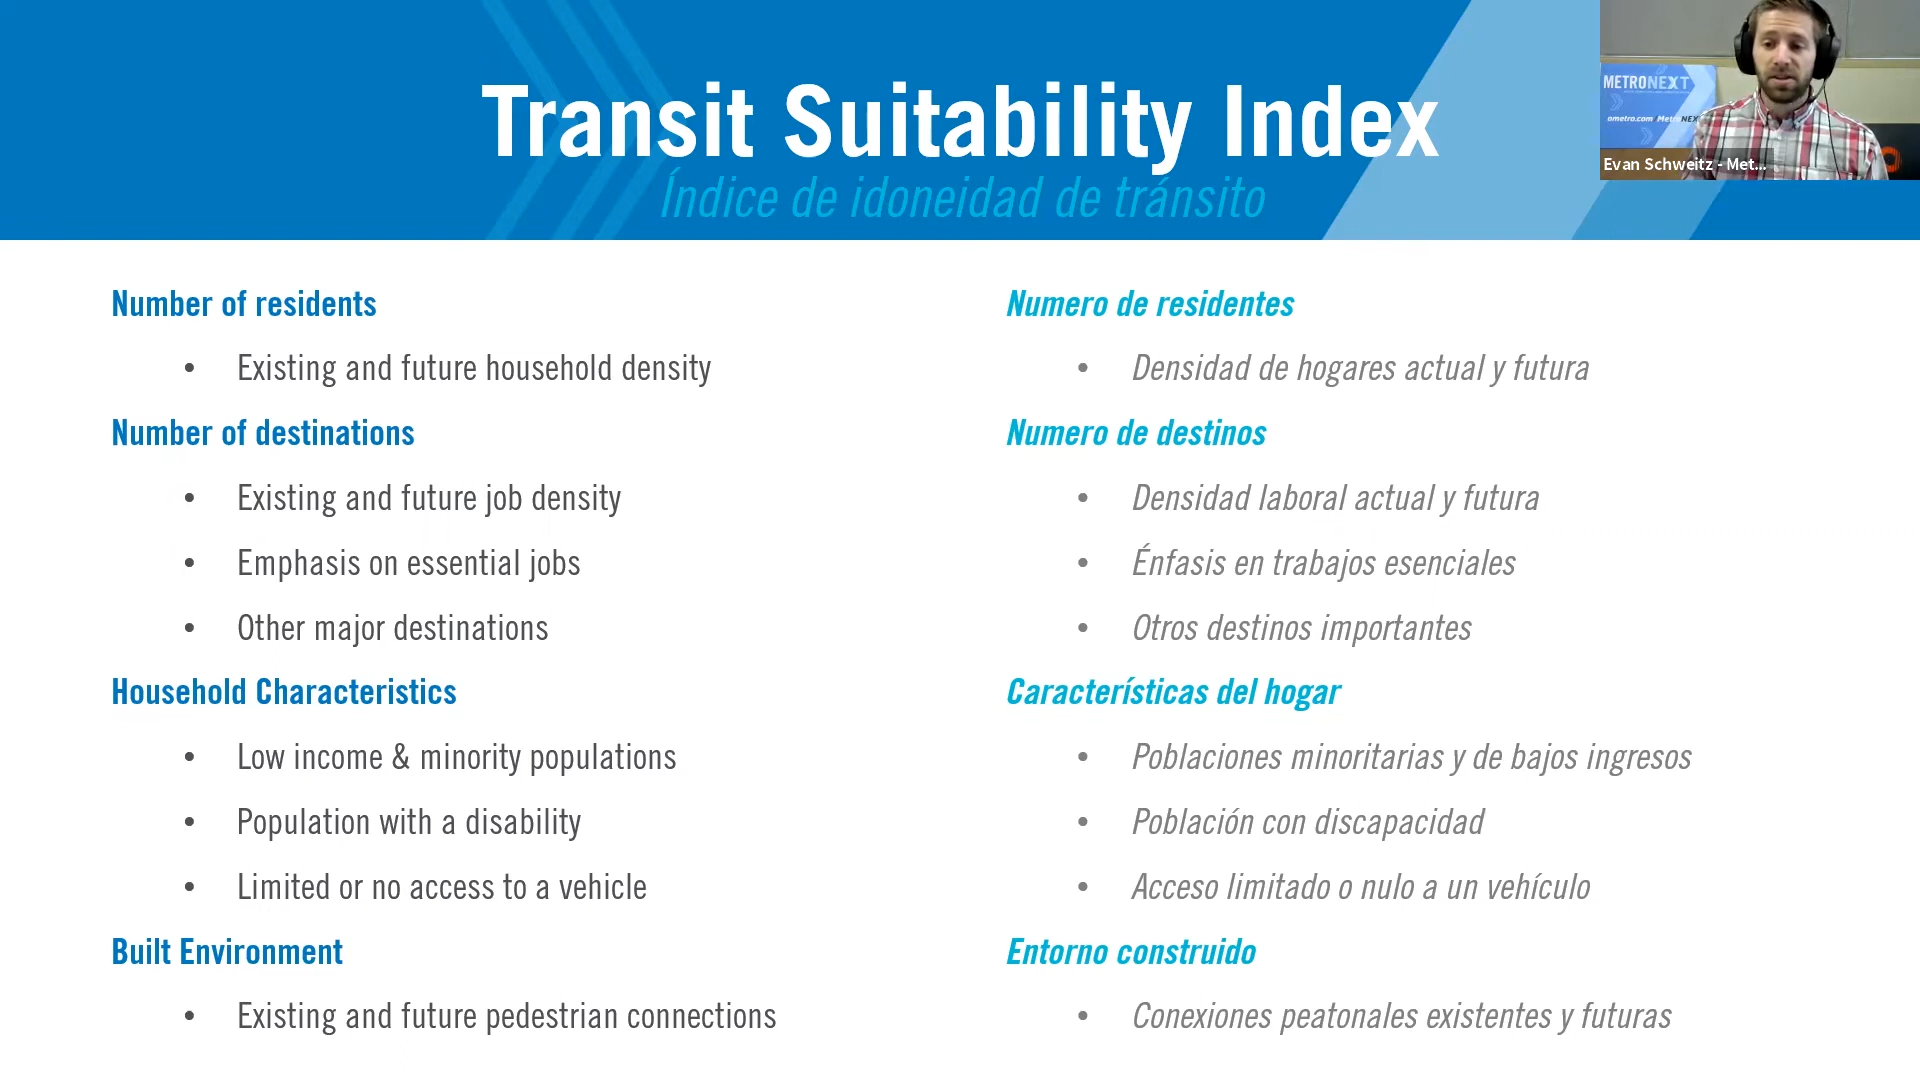 Transit Suitability Index
Índice de idoneidad de tránsito
METRONEXT
ometro.com/MetroNEX
Evan Schweitz - Met...
Number of residents
• Existing and future household density
Number of destinations
• Existing and future job density
• Emphasis on essential jobs
• Other major destinations
Household Characteristics
• Low income & minority populations
• Population with a disability
• Limited or no access to a vehicle
Built Environment
• Existing and future pedestrian connections
Numero de residentes
• Densidad de hogares actual y futura
Numero de destinos
• Densidad laboral actual y futura
• Énfasis en trabajos esenciales
• Otros destinos importantes
Características del hogar
• Poblaciones minoritarias y de bajos ingresos
• Población con discapacidad
• Acceso limitado o nulo a un vehículo
Entorno construido
• Conexiones peatonales existentes y futuras